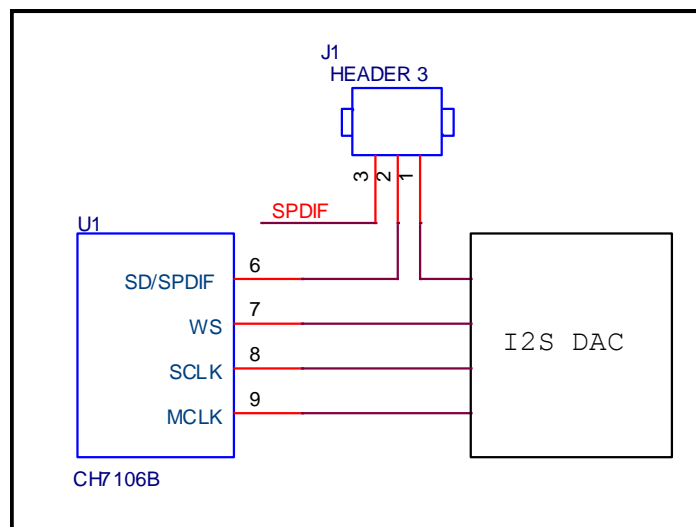 J1
HEADER 3
3
2
1
SPDIF
U1
SD/SPDIF
6
WS
7
SCLK
8
MCLK
9
I2S DAC
CH7106B